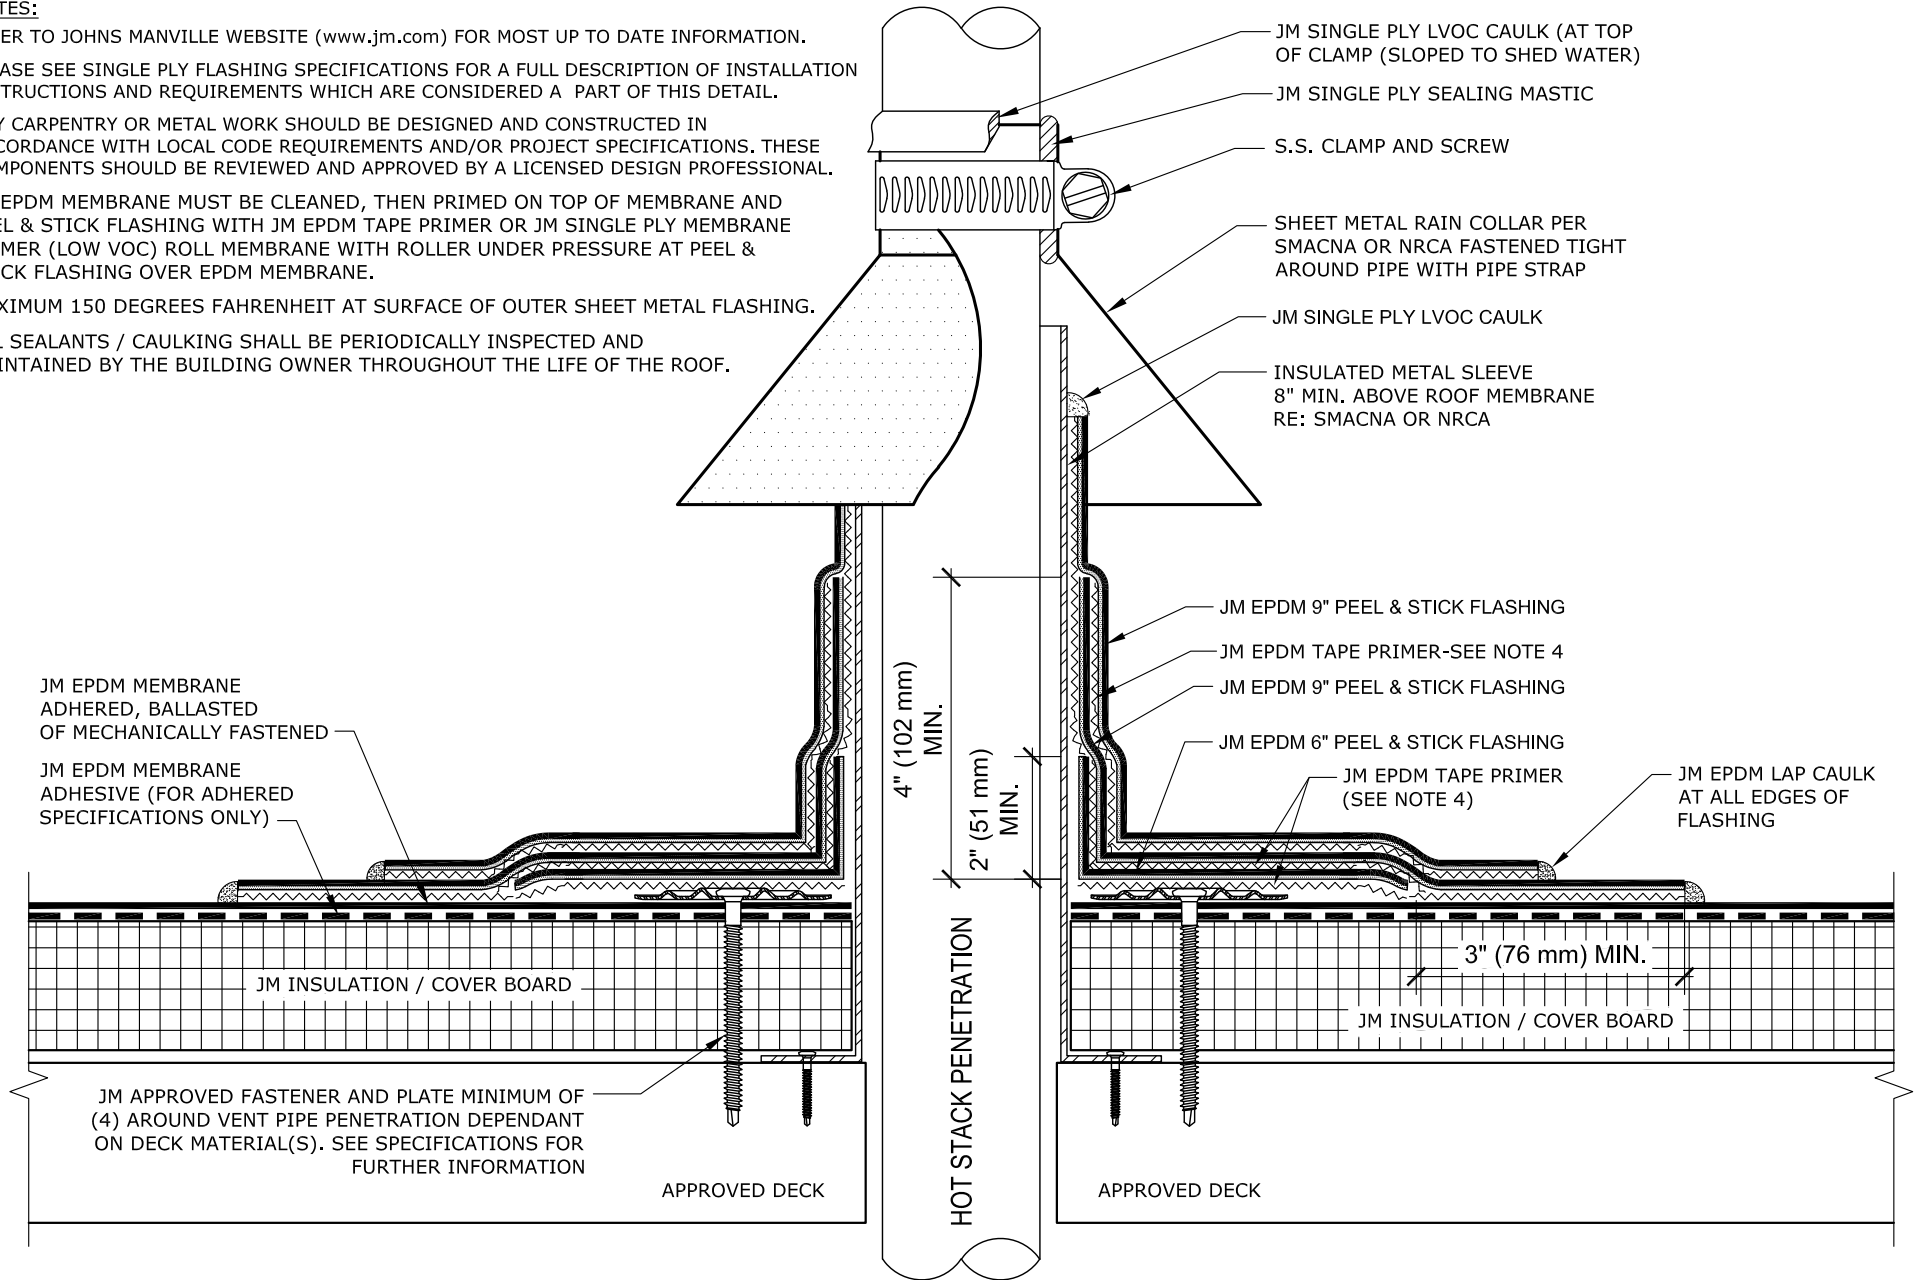 TES:
ER TO JOHNS MANVILLE WEBSITE (www.jm.com) FOR MOST UP TO DATE INFORMATION.
ASE SEE SINGLE PLY FLASHING SPECIFICATIONS FOR A FULL DESCRIPTION OF INSTALLATION
TRUCTIONS AND REQUIREMENTS WHICH ARE CONSIDERED A PART OF THIS DETAIL.
Y CARPENTRY OR METAL WORK SHOULD BE DESIGNED AND CONSTRUCTED IN
CORDANCE WITH LOCAL CODE REQUIREMENTS AND/OR PROJECT SPECIFICATIONS. THESE
MPONENTS SHOULD BE REVIEWED AND APPROVED BY A LICENSED DESIGN PROFESSIONAL.
EPDM MEMBRANE MUST BE CLEANED, THEN PRIMED ON TOP OF MEMBRANE AND
EL & STICK FLASHING WITH JM EPDM TAPE PRIMER OR JM SINGLE PLY MEMBRANE
MER (LOW VOC) ROLL MEMBRANE WITH ROLLER UNDER PRESSURE AT PEEL &
CK FLASHING OVER EPDM MEMBRANE.
XIMUM 150 DEGREES FAHRENHEIT AT SURFACE OF OUTER SHEET METAL FLASHING.
L SEALANTS / CAULKING SHALL BE PERIODICALLY INSPECTED AND
INTAINED BY THE BUILDING OWNER THROUGHOUT THE LIFE OF THE ROOF.
JM SINGLE PLY LVOC CAULK (AT TOP
OF CLAMP (SLOPED TO SHED WATER)
JM SINGLE PLY SEALING MASTIC
S.S. CLAMP AND SCREW
SHEET METAL RAIN COLLAR PER
SMACNA OR NRCA FASTENED TIGHT
AROUND PIPE WITH PIPE STRAP
JM SINGLE PLY LVOC CAULK
INSULATED METAL SLEEVE
8" MIN. ABOVE ROOF MEMBRANE
RE: SMACNA OR NRCA
JM EPDM 9" PEEL & STICK FLASHING
JM EPDM TAPE PRIMER-SEE NOTE 4
JM EPDM 9" PEEL & STICK FLASHING
JM EPDM 6" PEEL & STICK FLASHING
JM EPDM TAPE PRIMER
(SEE NOTE 4)
JM EPDM LAP CAULK
AT ALL EDGES OF
FLASHING
JM EPDM MEMBRANE
ADHERED, BALLASTED
OF MECHANICALLY FASTENED
JM EPDM MEMBRANE
ADHESIVE (FOR ADHERED
SPECIFICATIONS ONLY)
4" (102 mm)
MIN.
2" (51 mm)
MIN.
3" (76 mm) MIN.
JM INSULATION / COVER BOARD
JM INSULATION / COVER BOARD
HOT STACK PENETRATION
JM APPROVED FASTENER AND PLATE MINIMUM OF
(4) AROUND VENT PIPE PENETRATION DEPENDANT
ON DECK MATERIAL(S). SEE SPECIFICATIONS FOR
FURTHER INFORMATION
APPROVED DECK
APPROVED DECK